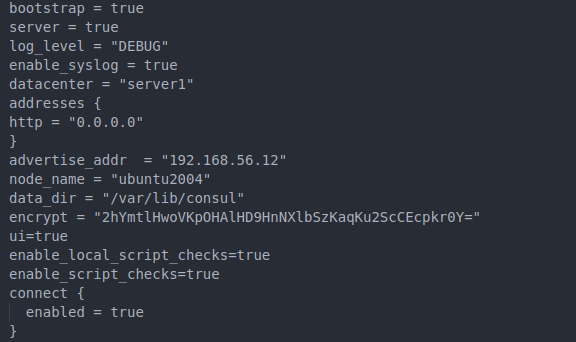 bootstrap = true
server = true
log_level = "DEBUG"
enable_syslog = true
datacenter = "server1"
addresses {
http = "0.0.0.0"
}
advertise_addr  = "192.168.56.12"
node_name = "ubuntu2004"
data_dir = "/var/lib/consul"
encrypt = "2hYmtlHwoVKpOHAlHD9HnNXlbSzKaqKu2ScCEcpkr0Y="
ui=true
enable_local_script_checks=true
enable_script_checks=true
connect {
  enabled = true
}